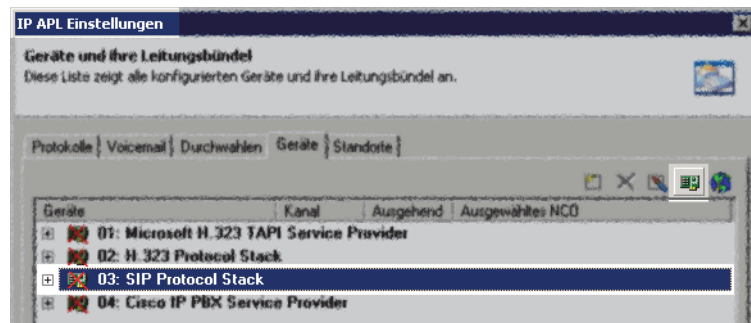 IP APL Einstellungen
Geräte und ihre Leitungsbündel
Diese Liste zeigt alle konfigurierten Geräte und ihre Leitungsbündel an.
Protokolle Voicemail Durchwahlen Geräte Standorte
Geräte Kanal Ausgehend Ausgewähltes NCO
01: Microsoft H.323 TAPI Service Provider
02: H.323 Protocol Stack
03: SIP Protocol Stack
04: Cisco IP PBX Service Provider